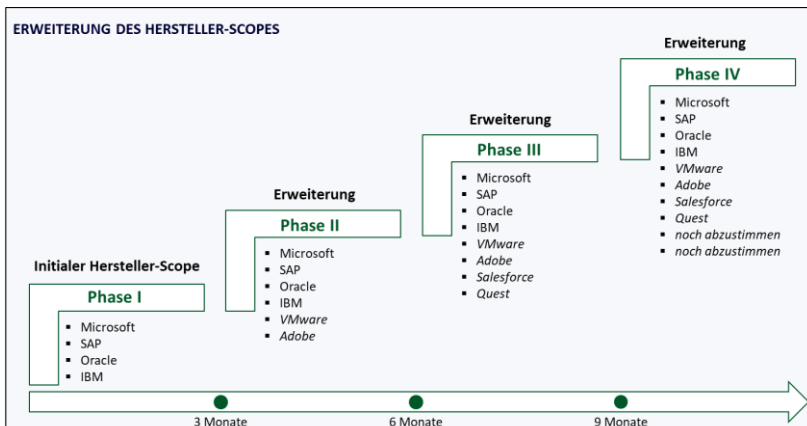 ERWEITERUNG DES HERSTELLER-SCOPES
Initialer Hersteller-Scope
Phase I
▪ Microsoft
▪ SAP
▪ Oracle
▪ IBM
Erweiterung
Phase II
▪ Microsoft
▪ SAP
▪ Oracle
▪ IBM
▪ VMware
▪ Adobe
Erweiterung
Phase III
▪ Microsoft
▪ SAP
▪ Oracle
▪ IBM
▪ VMware
▪ Adobe
▪ Salesforce
▪ Quest
Erweiterung
Phase IV
▪ Microsoft
▪ SAP
▪ Oracle
▪ IBM
▪ VMware
▪ Adobe
▪ Salesforce
▪ Quest
▪ noch abzustimmen
▪ noch abzustimmen
3 Monate
6 Monate
9 Monate